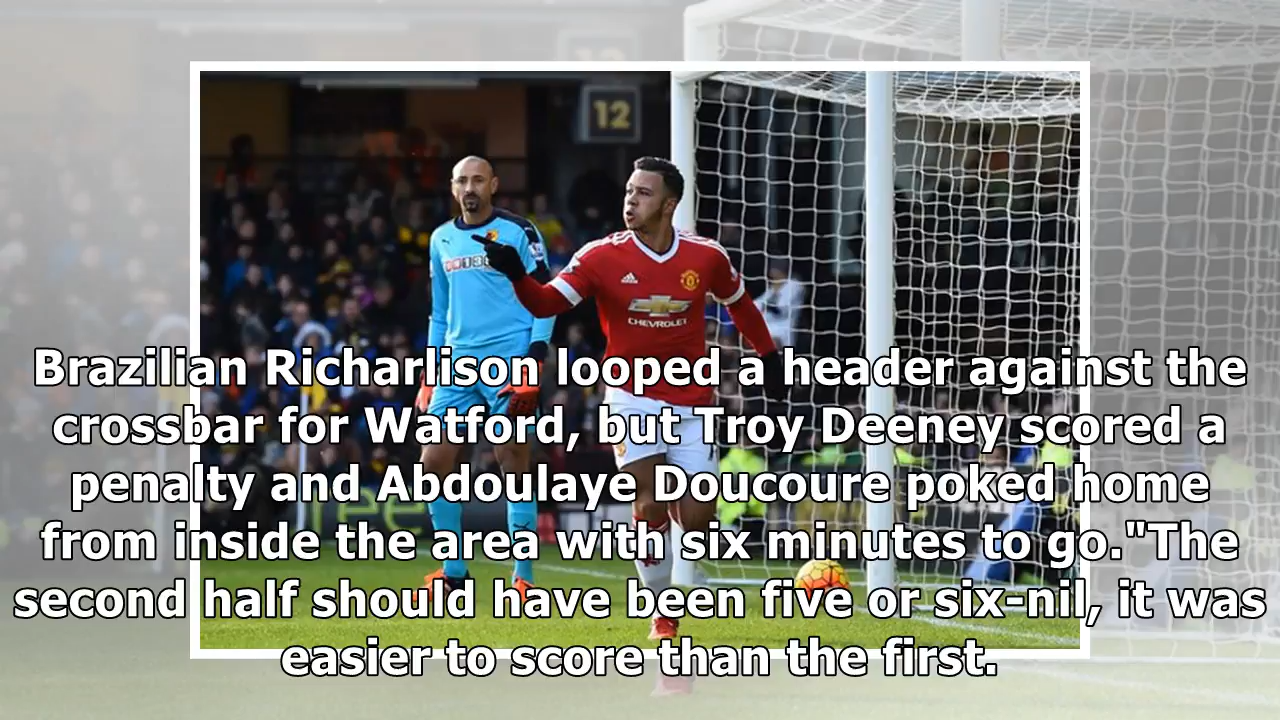 12
CHEVROLET
Brazilian Richarlison looped a header against the
crossbar for Watford, but Troy Deeney scored a
penalty and Abdoulaye Doucoure poked home
from inside the area with six minutes to go."The
second half should have been five or six-nil, it was
easier to score than the first.